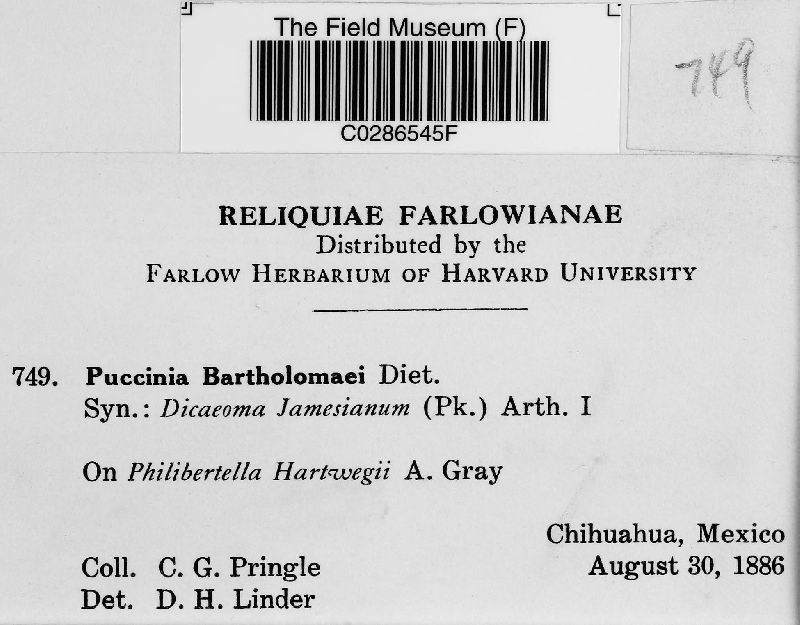 The Field Museum (F)
C0286545F
749
RELIQUIAE FARLOWIANAE
Distributed by the
FARLOW HERBARIUM OF HARVARD UNIVERSITY
749. Puccinia Bartholomaei Diet.
Syn.: Dicaeoma Jamesianum (Pk.) Arth. I
On Philibertella Hartwegii A. Gray
Chihuahua, Mexico
Coll. C. G. Pringle August 30, 1886
Det. D. H. Linder